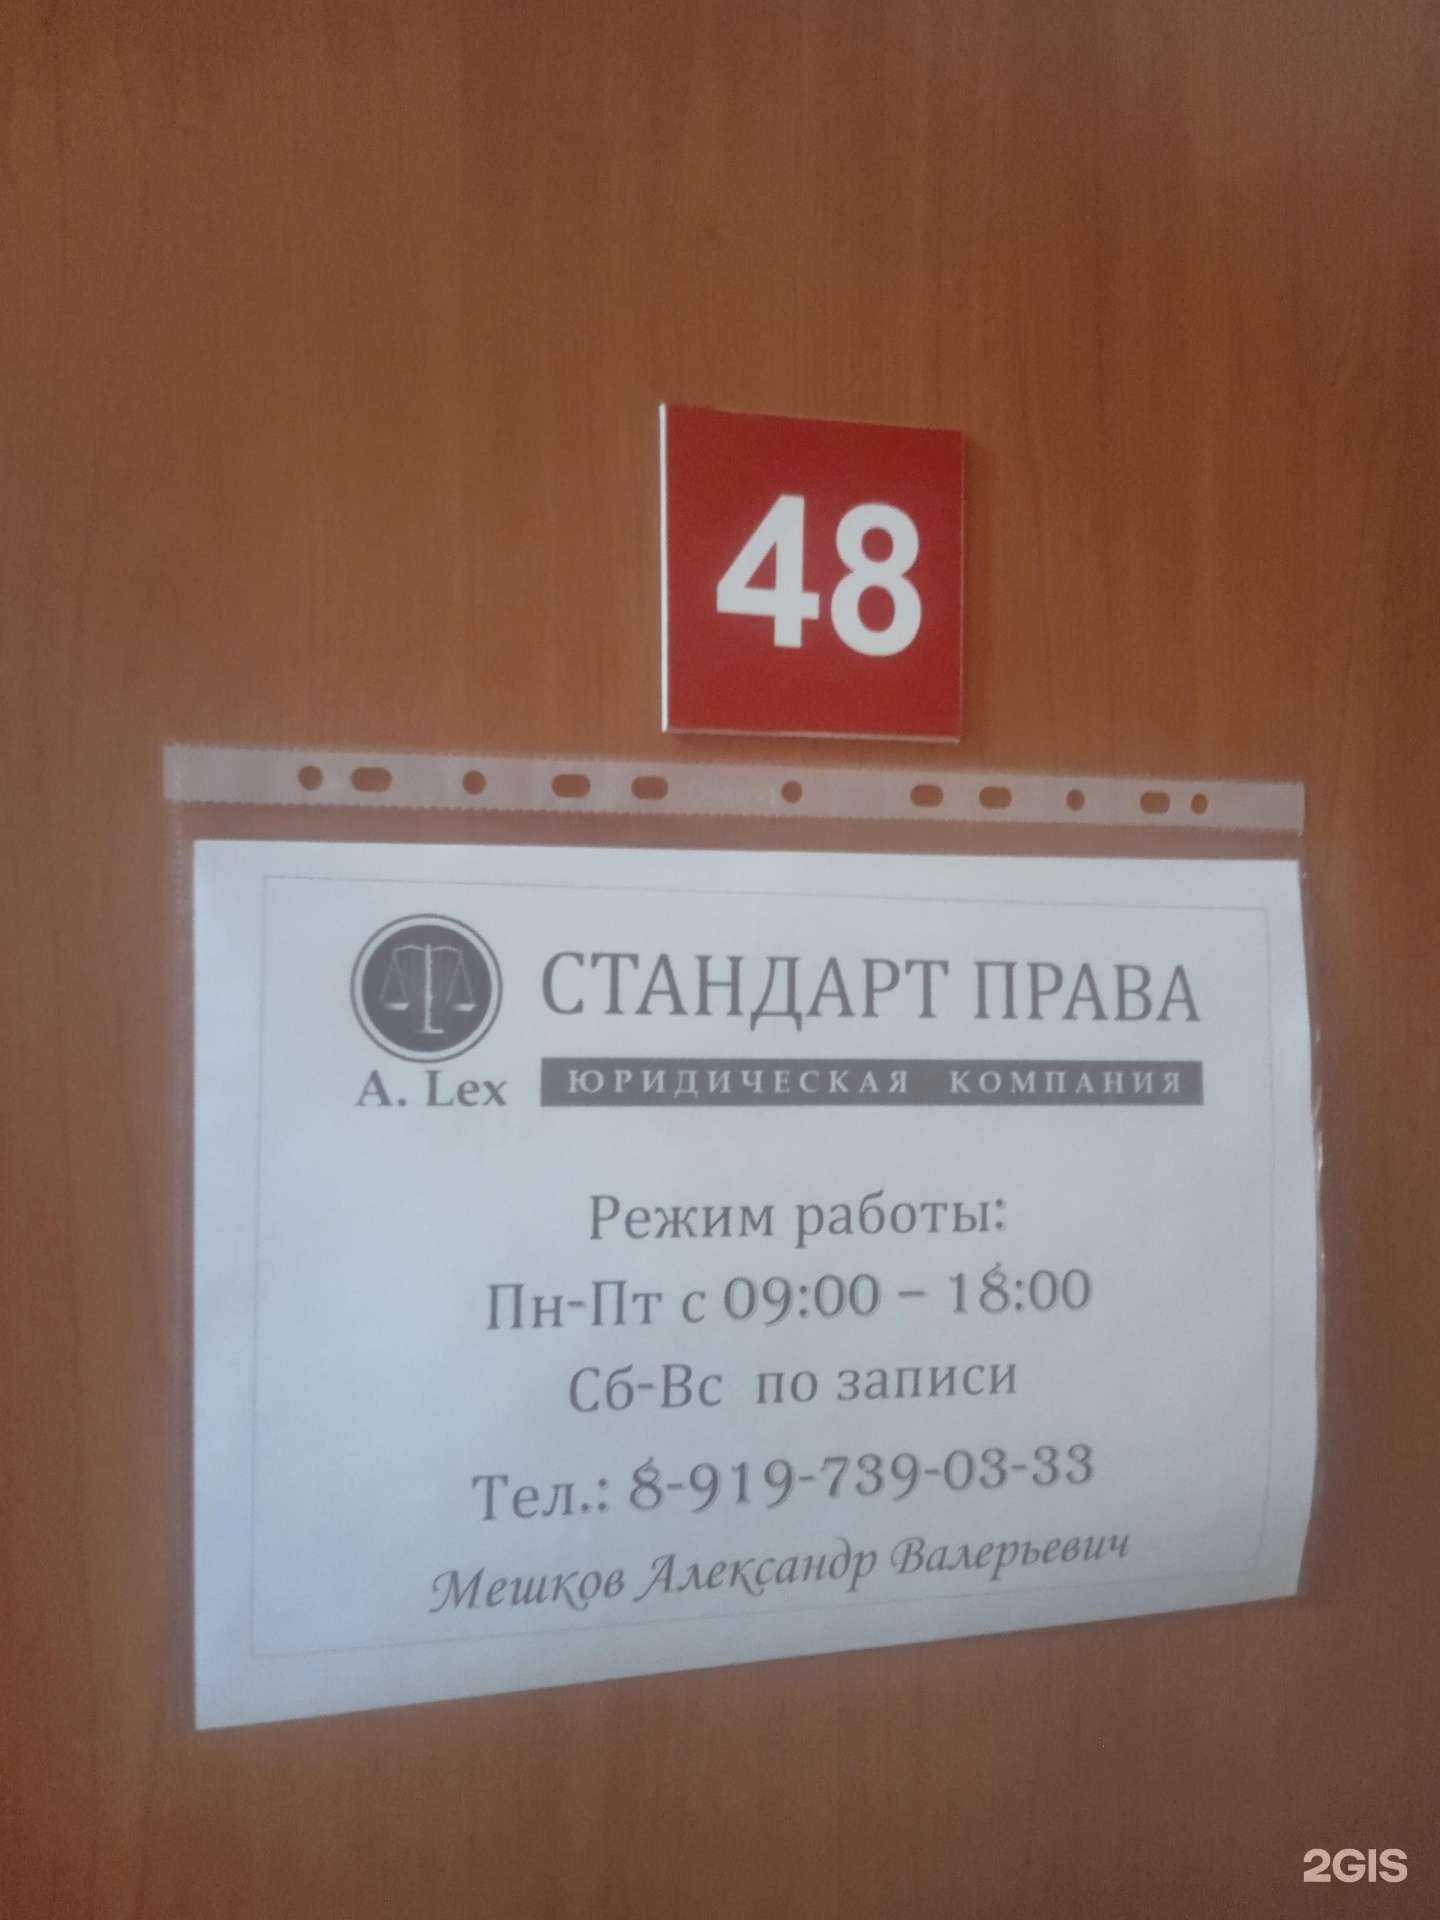 48
СТАНДАРТ ПРАВА
A. Lex
ЮРИДИЧЕСКАЯ КОМПАНИЯ
Режим работы:
Пн-Пт с 09:00 – 18:00
Сб-Вс по записи
Тел.: 8-919-739-03-33
Мешков Александр Валерьевич
2GIS